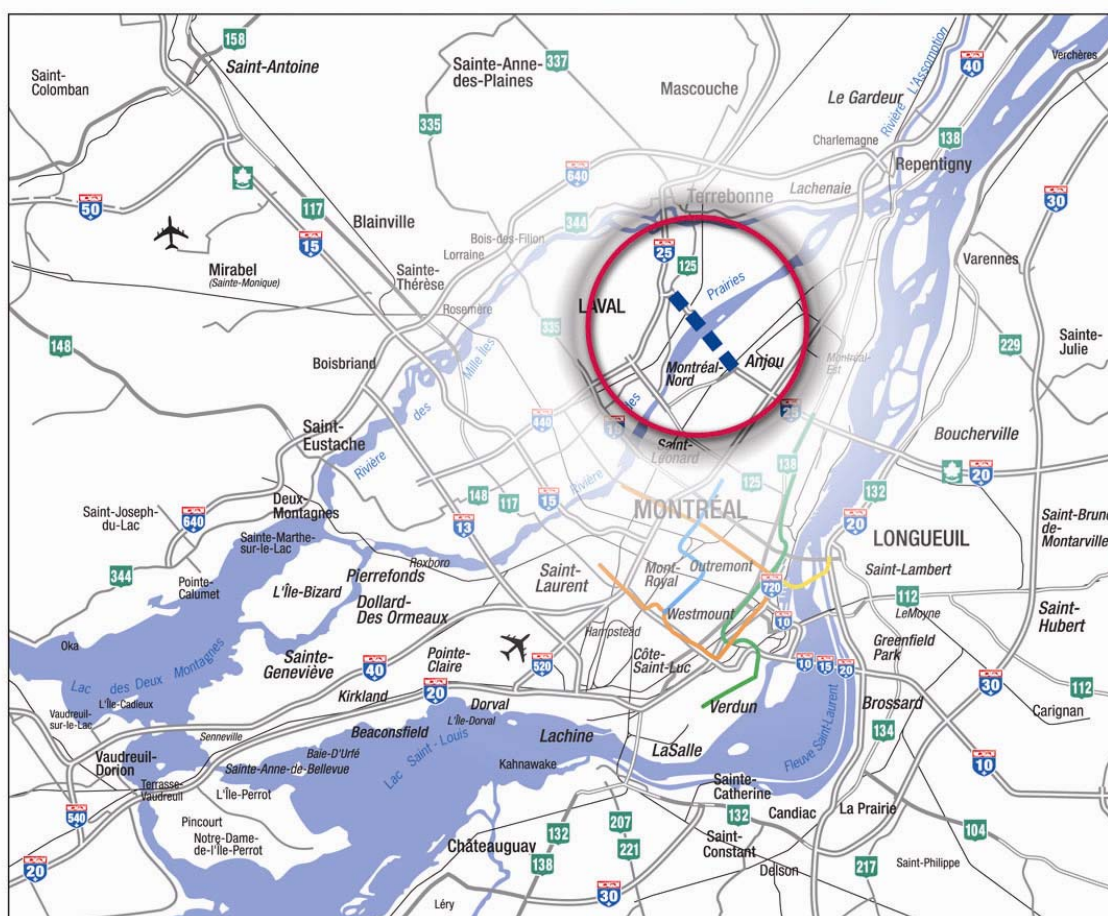 158
Saint-Antoine
Saint-
Colomban
Sainte-Anne-
des-Plaines
337
Mascouche
Rivière L'Assomption
40
Verchères
Le Gardeur
335
Charlemagne
138
Repentigny
640
50
117
15
Blainville
Terrebonne
Lachenaie
344
30
Mirabel
(Sainte-Monique)
Bois-des-Filion
Lorraine
Sainte-
Thérèse
25
125
Varennes
Rosemère
Prairies
LAVAL
335
148
Boisbriand
Mille Îles
des
Rivière
229
Sainte-
Julie
Montréal-
Nord
Anjou
Montréal-
Est
des
25
440
Saint-
Léonard
Boucherville
20
Saint-
Eustache
Rivière
138
148
117
15
125
132
MONTRÉAL
Deux-
Montagnes
Saint-Joseph-
du-Lac
640
13
20
Sainte-Marthe-
sur-le-Lac
LONGUEUIL
Saint-Bruno-
de-
Montarville
344
Pointe-
Calumet
Roxboro
Pierrefonds
Saint-
Laurent
Mont-
Royal
Outremont
Saint-Lambert
L'Île-Bizard
Dollard-
Des Ormeaux
720
Westmount
112
LeMoyne
10
Saint-
Hubert
Oka
Lac des Deux Montagnes
Sainte-
Geneviève
Hampstead
Côte-
Saint-Luc
Greenfield
Park
40
Pointe-
Claire
520
10
15
20
30
112
L'Île-Cadieux
Kirkland
20
Dorval
Verdun
Brossard
Carignan
Vaudreuil-
sur-le-Lac
Senneville
Beaconsfield
L'Île-Dorval
Lachine
LaSalle
134
Vaudreuil-
Dorion
Baie-D'Urfé
Lac Saint-Louis
Kahnawake
Fleuve Saint-Laurent
10
Sainte-Anne-de-Bellevue
Terrasse-
Vaudreuil
L'Île-Perrot
Sainte-
Catherine
Candiac
La Prairie
540
Pincourt
Notre-Dame-
de-l'Île-Perrot
132
207
132
104
Châteauguay
138
221
Saint-
Constant
Delson
217
Saint-Philippe
20
Léry
30